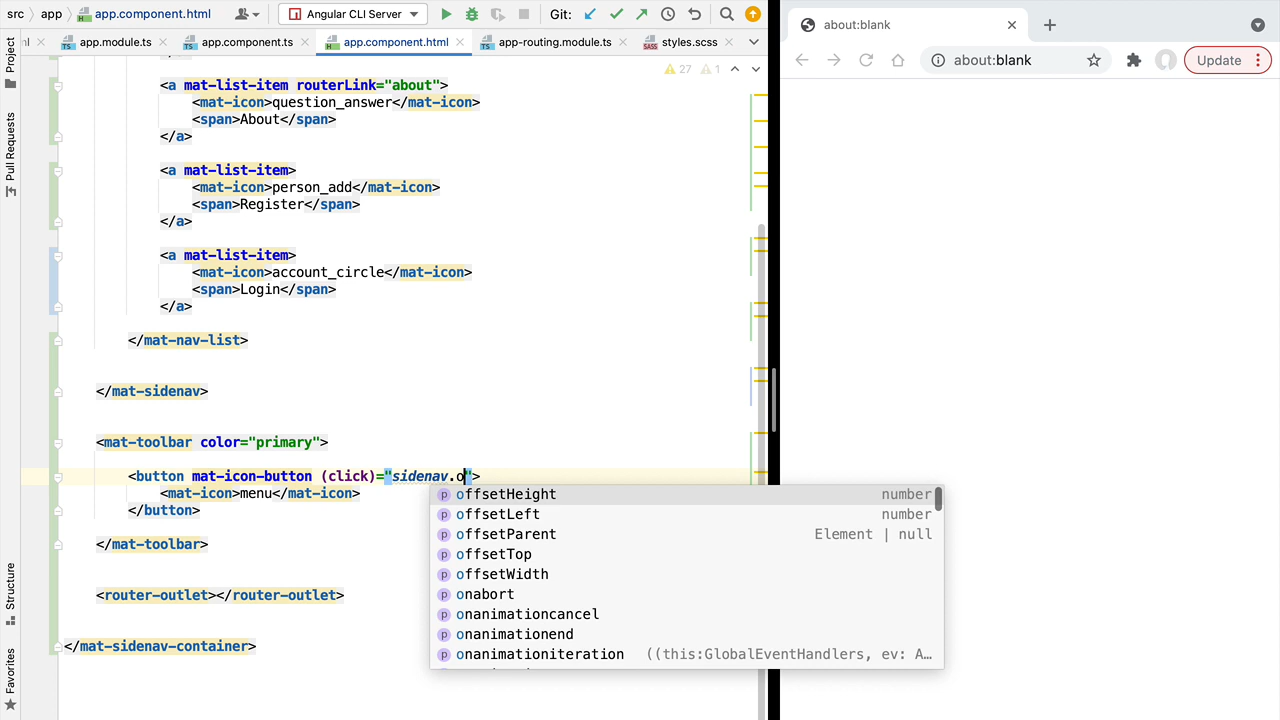 src
app
app.component.html
Angular CLI Server
Git:
about:blank
nl
app.module.ts
app.component.ts
app.component.html
app-routing.module.ts
styles.scss
about:blank
Update
Project
Pull Requests
Structure
Favorites
27
1
<a mat-list-item routerLink="about">
<mat-icon>question_answer</mat-icon>
<span>About</span>
</a>
<a mat-list-item>
<mat-icon>person_add</mat-icon>
<span>Register</span>
</a>
<a mat-list-item>
<mat-icon>account_circle</mat-icon>
<span>Login</span>
</a>
</mat-nav-list>
</mat-sidenav>
<mat-toolbar color="primary">
<button mat-icon-button (click)="sidenav.o">
<mat-icon>menu</mat-icon>
</button>
</mat-toolbar>
<router-outlet></router-outlet>
</mat-sidenav-container>
p offsetHeight number
p offsetLeft number
p offsetParent Element | null
p offsetTop
p offsetWidth
p onabort
p onanimationcancel
p onanimationend
p onanimationiteration ((this:GlobalEventHandlers, ev: A…